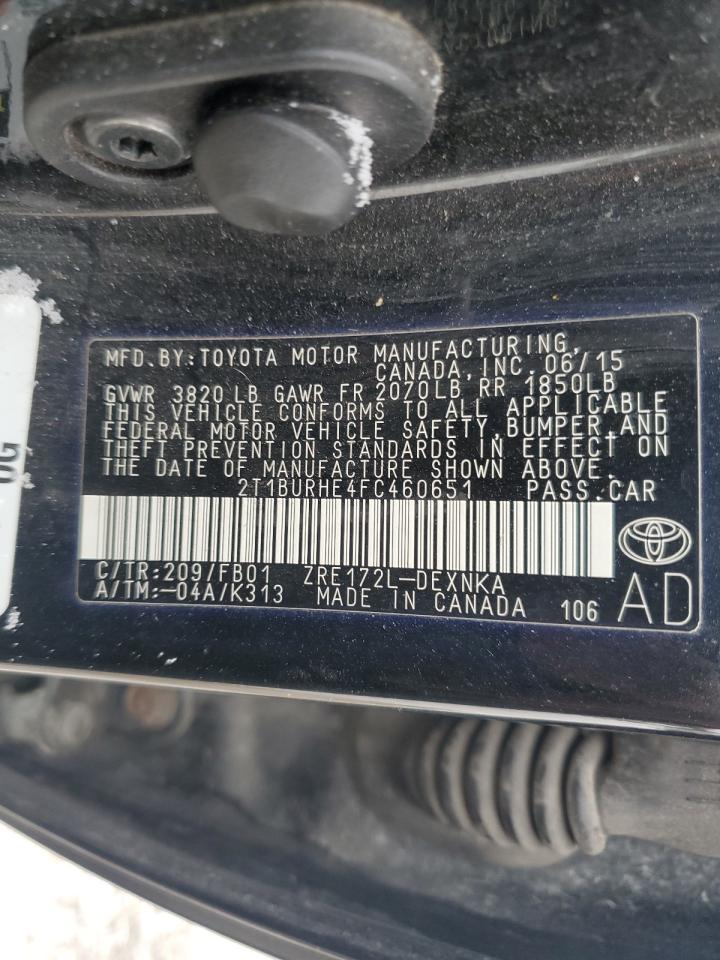 MFD.BY:TOYOTA MOTOR MANUFACTURING,
CANADA, INC. 06/15
GVWR 3820 LB GAWR FR 2070LB RR 1850LB
THIS VEHICLE CONFORMS TO ALL APPLICABLE
FEDERAL MOTOR VEHICLE SAFETY, BUMPER, AND
THEFT PREVENTION STANDARDS IN EFFECT ON
THE DATE OF MANUFACTURE SHOWN ABOVE.
2T1BURHE4FC460651 PASS.CAR
C/TR:209/FB01 ZRE172L-DEXNKA
A/TM:-04A/K313 MADE IN CANADA 106 AD